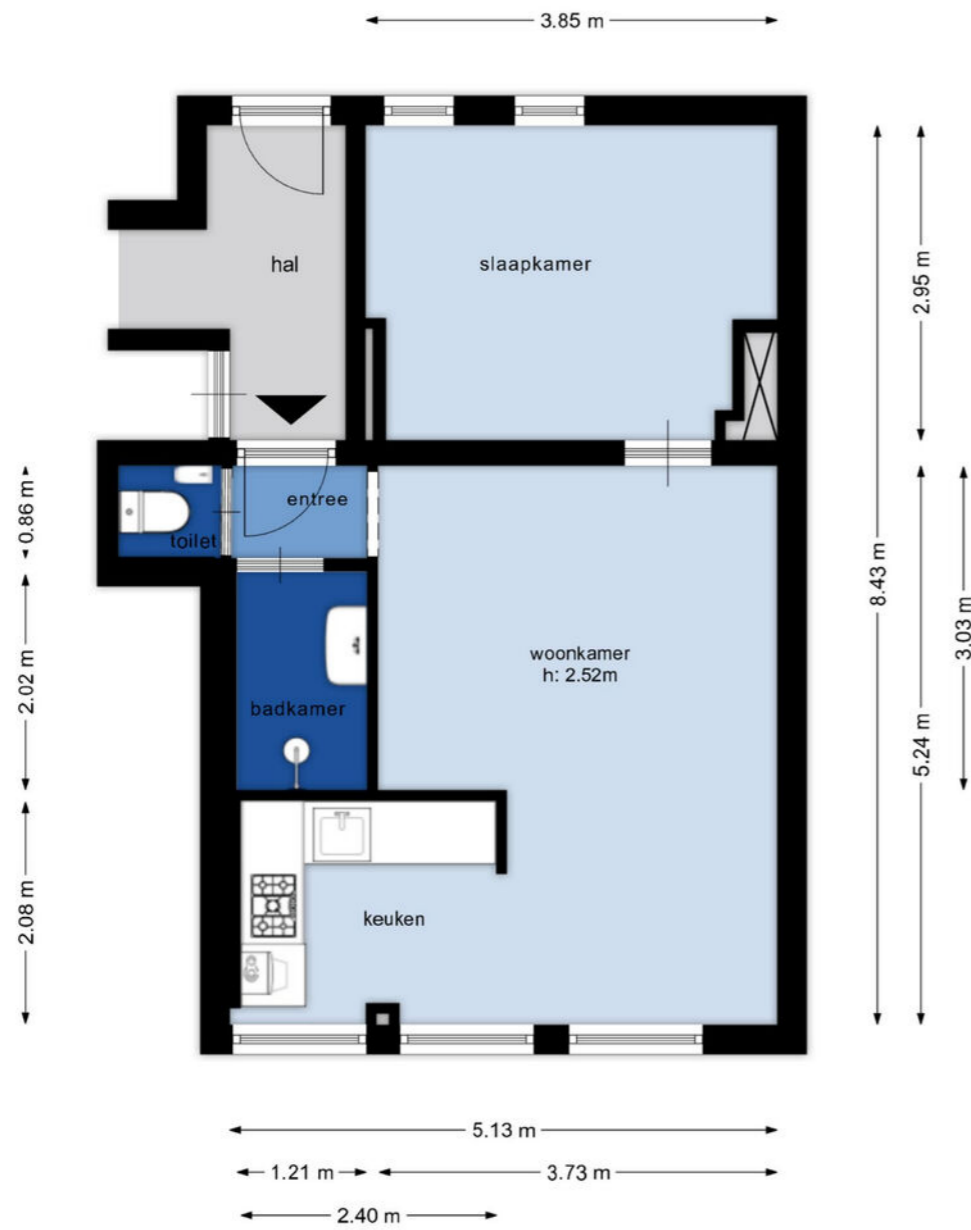 3.85 m
hal
slaapkamer
2.95 m
entree
0.86 m
toilet
8.43 m
3.03 m
woonkamer
h: 2.52m
2.02 m
badkamer
5.24 m
2.08 m
keuken
5.13 m
1.21 m
3.73 m
2.40 m